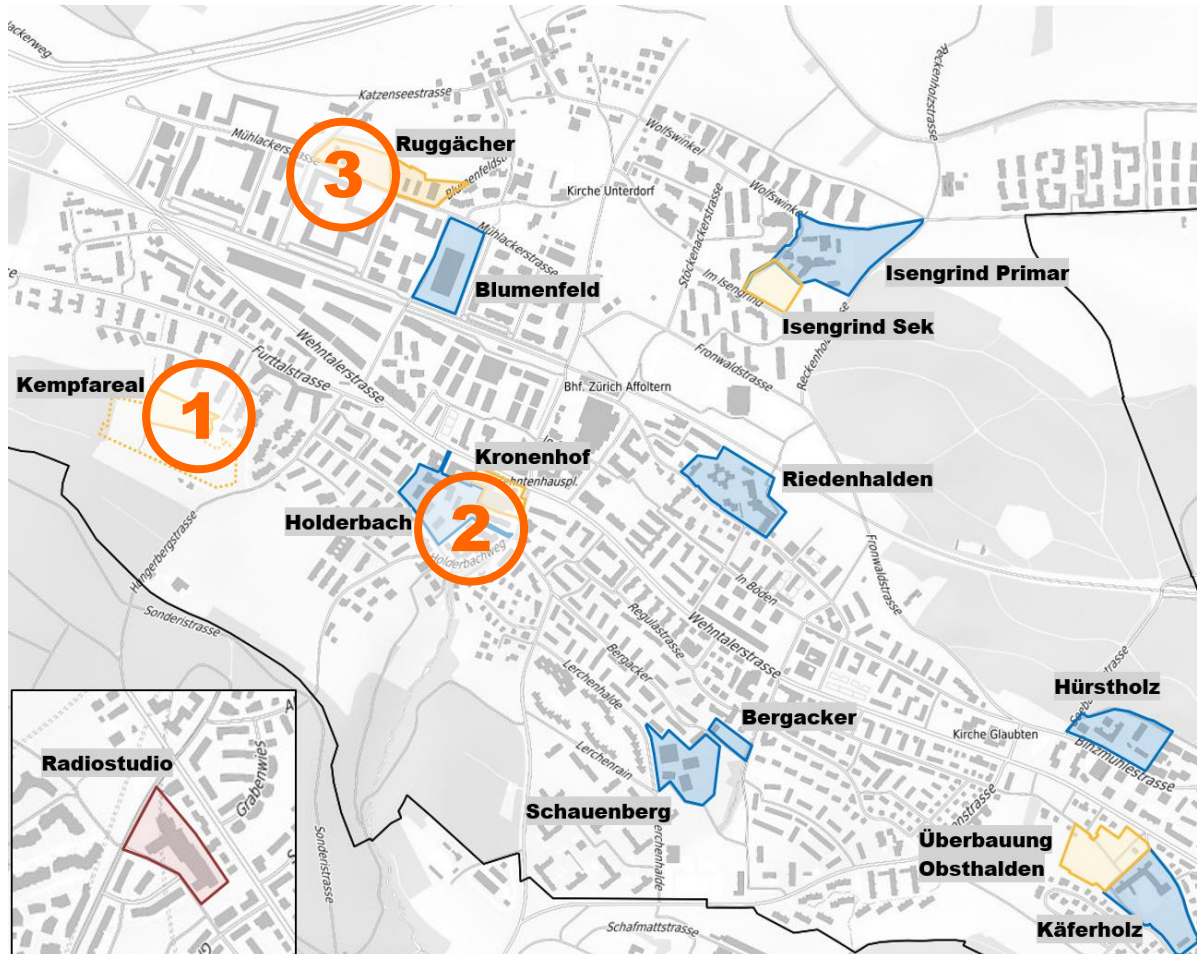 Katzenseestrasse
Mühlackerstrasse
3
Ruggächer
Wolfswinkel
Reckenholzstrasse
Kirche Unterdorf
Wolfswinkel
Stöckenackerstrasse
Mühlackerstrasse
Blumenfeld
Im Isengrind
Isengrind Primar
Isengrind Sek
Wehntalerstrasse
Furttalstrasse
Fronwaldstrasse
Kempfareal
1
Bhf. Zürich Affoltern
Kronenhof
Riedenhalden
Holderbach
2
Holderbachweg
Hungerbergstrasse
Sonderistrasse
In Böden
Fronwaldstrasse
Regulastrasse
Wehntalerstrasse
Bergacker
Lerchenhalde
Lerchenrain
Hürstholz
Bergacker
Kirche Glaubten
Binzmühlestrasse
Radiostudio
Grabenwies
Schauenberg
Überbauung
Obsthalden
Sonderistrasse
Käferholz
Schafmattstrasse